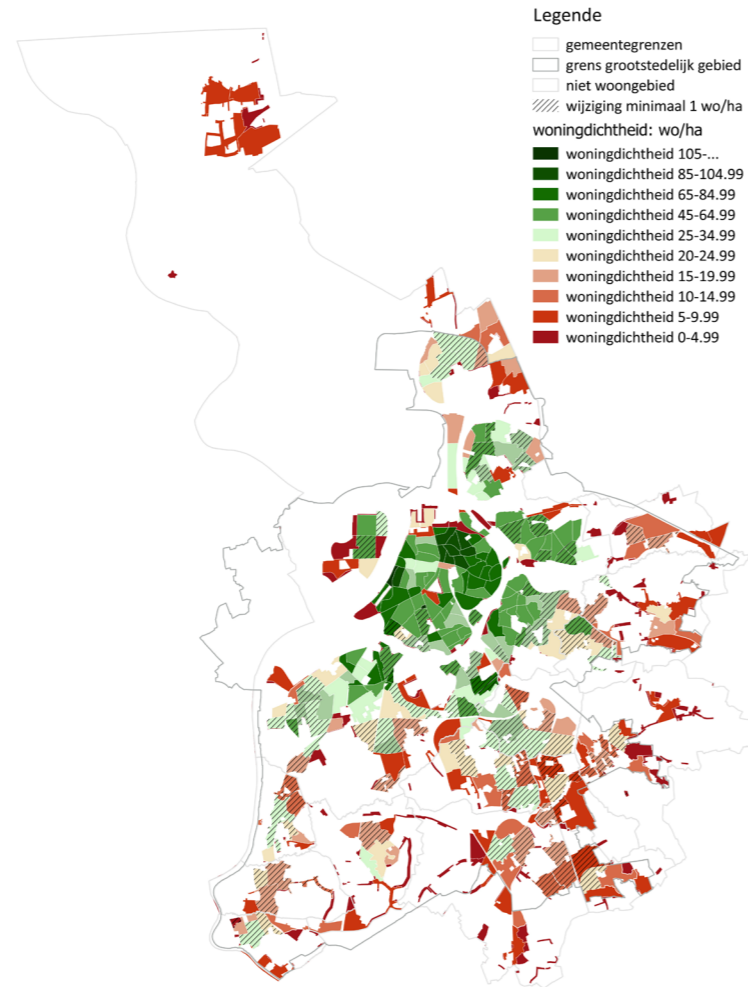 Legende
gemeentegrenzen
grens grootstedelijk gebied
niet woongebied
wijziging minimaal 1 wo/ha
woningdichtheid: wo/ha
woningdichtheid 105-...
woningdichtheid 85-104.99
woningdichtheid 65-84.99
woningdichtheid 45-64.99
woningdichtheid 25-34.99
woningdichtheid 20-24.99
woningdichtheid 15-19.99
woningdichtheid 10-14.99
woningdichtheid 5-9.99
woningdichtheid 0-4.99